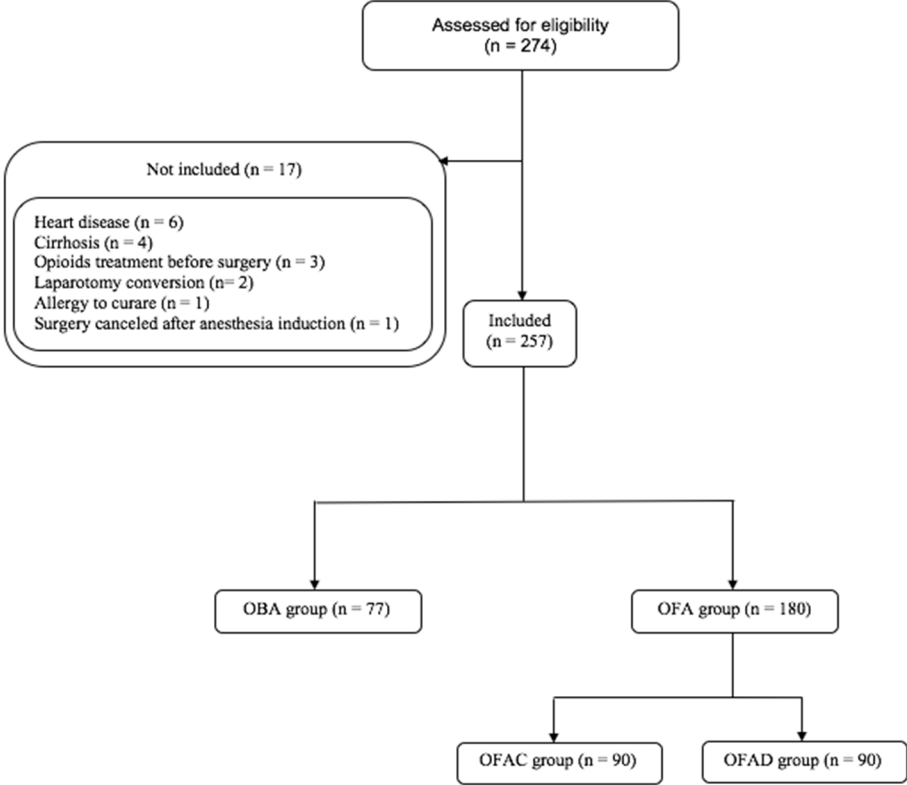 Assessed for eligibility
(n = 274)
Not included (n = 17)
Heart disease (n = 6)
Cirrhosis (n = 4)
Opioids treatment before surgery (n = 3)
Laparotomy conversion (n= 2)
Allergy to curare (n = 1)
Surgery canceled after anesthesia induction (n = 1)
Included
(n = 257)
OBA group (n = 77)
OFA group (n = 180)
OFAC group (n = 90)
OFAD group (n = 90)